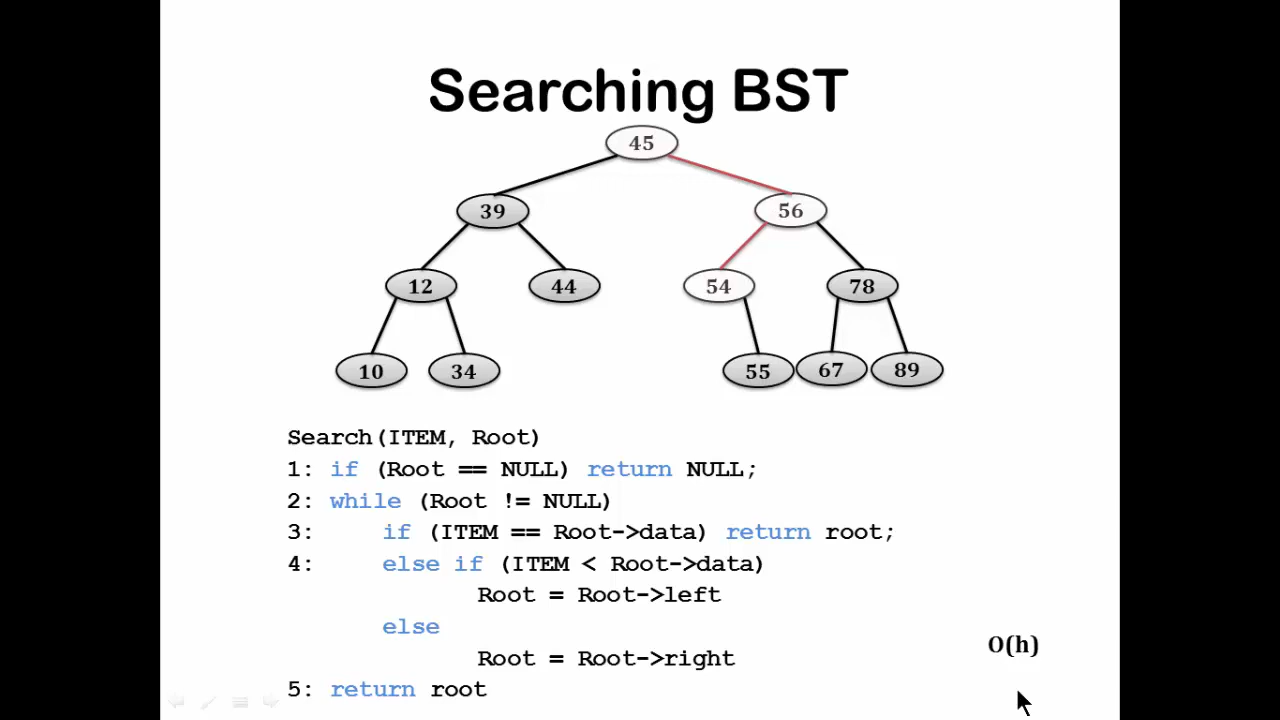 Searching BST
45
39 56
12 44 54 78
10 34 55 67 89
Search(ITEM, Root)
1: if (Root == NULL) return NULL;
2: while (Root != NULL)
3: if (ITEM == Root->data) return root;
4: else if (ITEM < Root->data)
Root = Root->left
else
Root = Root->right
5: return root
O(h)